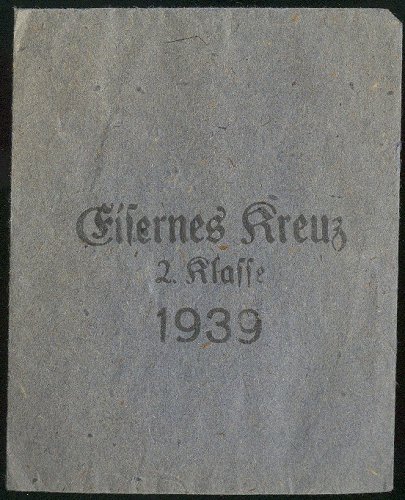 Eisernes Kreuz
2. Klasse
1939